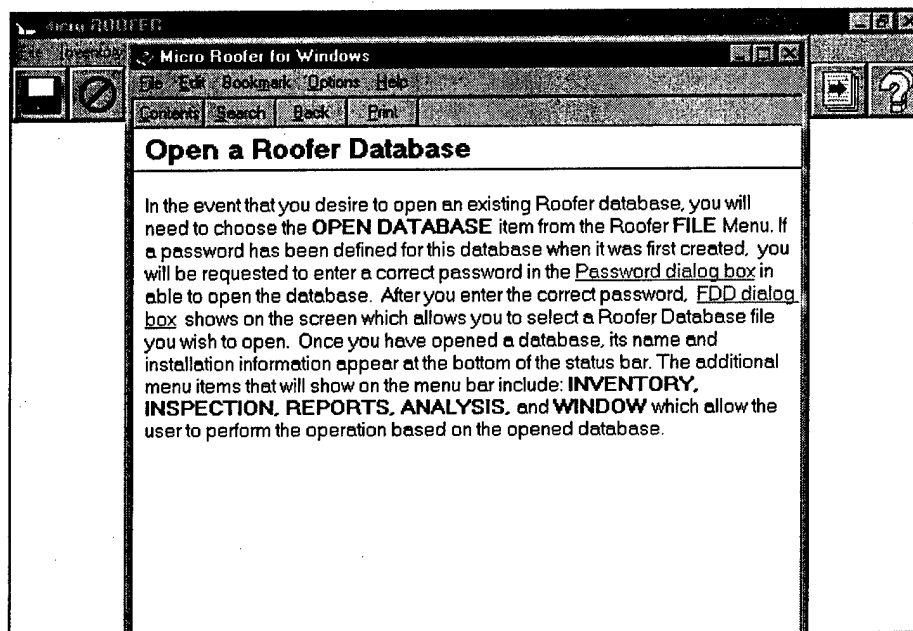 Micro ROOFER
File Inventory
Micro Roofer for Windows
File Edit Bookmark Options Help
Contents Search Back Print
Open a Roofer Database
In the event that you desire to open an existing Roofer database, you will
need to choose the OPEN DATABASE item from the Roofer FILE Menu. If
a password has been defined for this database when it was first created, you
will be requested to enter a correct password in the Password dialog box in
able to open the database. After you enter the correct password, FDD dialog
box shows on the screen which allows you to select a Roofer Database file
you wish to open. Once you have opened a database, its name and
installation information appear at the bottom of the status bar. The additional
menu items that will show on the menu bar include: INVENTORY,
INSPECTION, REPORTS, ANALYSIS, and WINDOW which allow the
user to perform the operation based on the opened database.